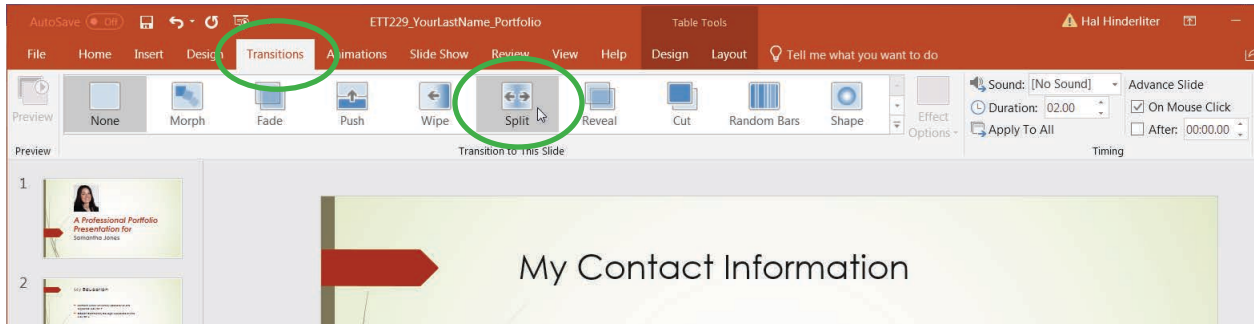 AutoSave Off ETT229_YourLastName_Portfolio Table Tools Hal Hinderliter
File Home Insert Design Transitions Animations Slide Show Review View Help Design Layout Tell me what you want to do
Preview None Morph Fade Push Wipe Split Reveal Cut Random Bars Shape Effect Options
Sound: [No Sound] Advance Slide
Duration: 02.00 On Mouse Click
Apply To All After: 00:00.00
Preview Transition to This Slide Timing
1
A Professional Portfolio
Presentation for
Samantha Jones
2
My Education
My Contact Information